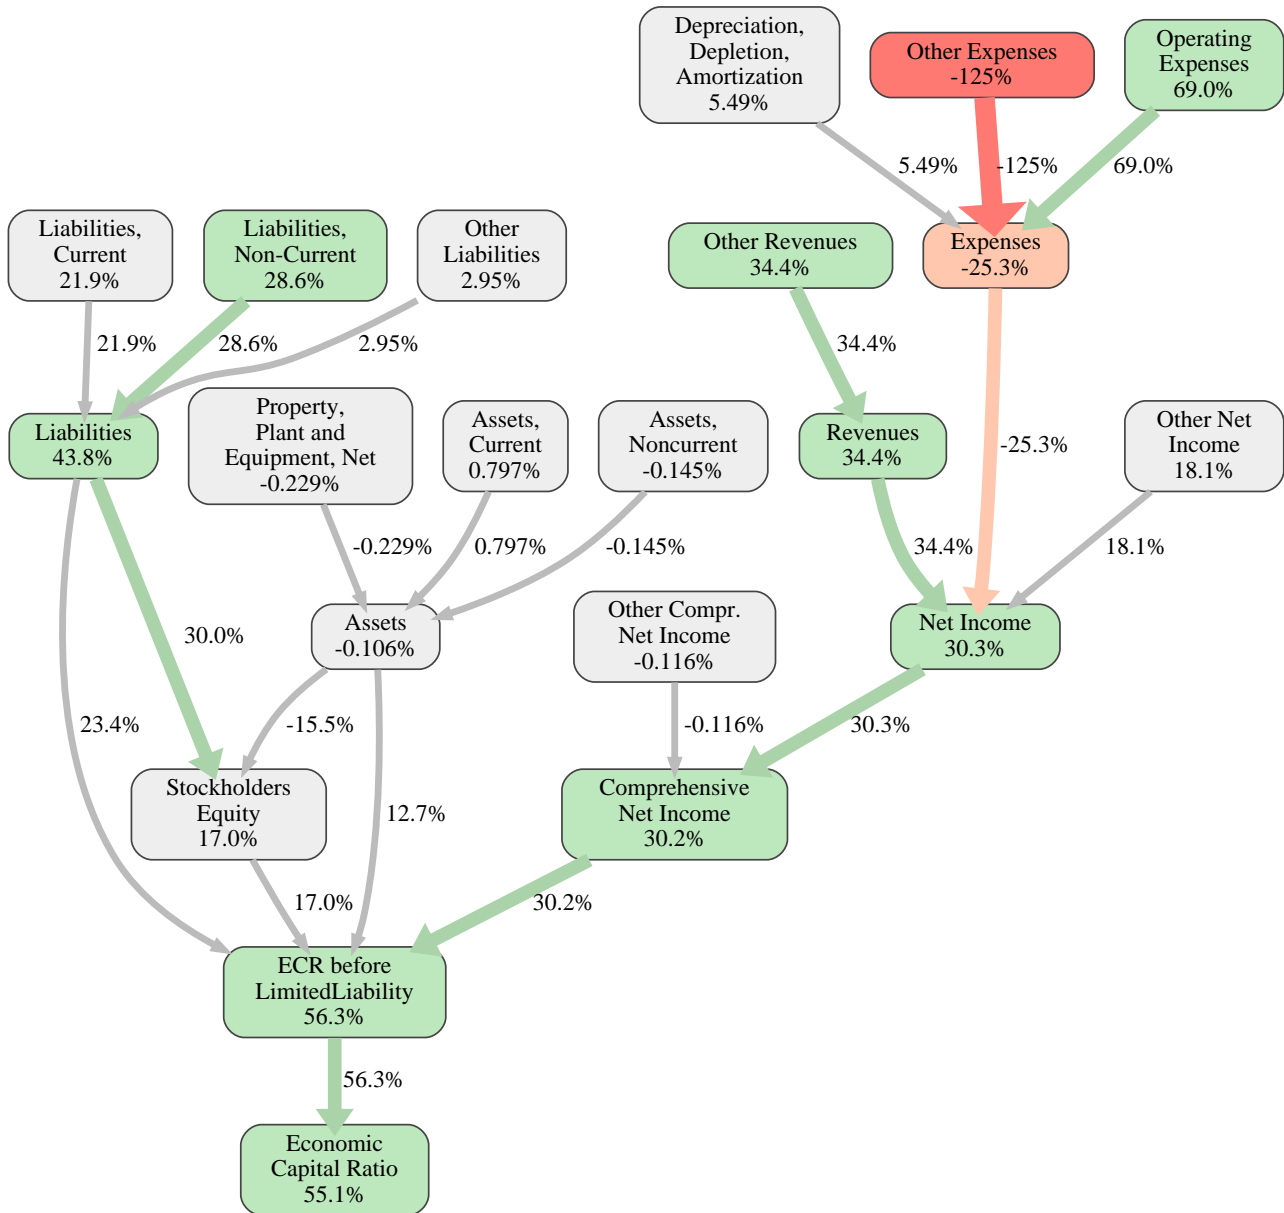 Depreciation,
Depletion,
Amortization
5.49%
Other Expenses
-125%
Operating
Expenses
69.0%
5.49%
-125%
69.0%
Liabilities,
Current
21.9%
Liabilities,
Non-Current
28.6%
Other
Liabilities
2.95%
Other Revenues
34.4%
Expenses
-25.3%
21.9%
28.6%
2.95%
34.4%
Liabilities
43.8%
Property,
Plant and
Equipment, Net
-0.229%
Assets,
Current
0.797%
Assets,
Noncurrent
-0.145%
Revenues
34.4%
-25.3%
Other Net
Income
18.1%
-0.229%
0.797%
-0.145%
34.4%
18.1%
30.0%
Assets
-0.106%
Other Compr.
Net Income
-0.116%
Net Income
30.3%
23.4%
-15.5%
12.7%
-0.116%
30.3%
Stockholders
Equity
17.0%
Comprehensive
Net Income
30.2%
17.0%
30.2%
ECR before
LimitedLiability
56.3%
56.3%
Economic
Capital Ratio
55.1%